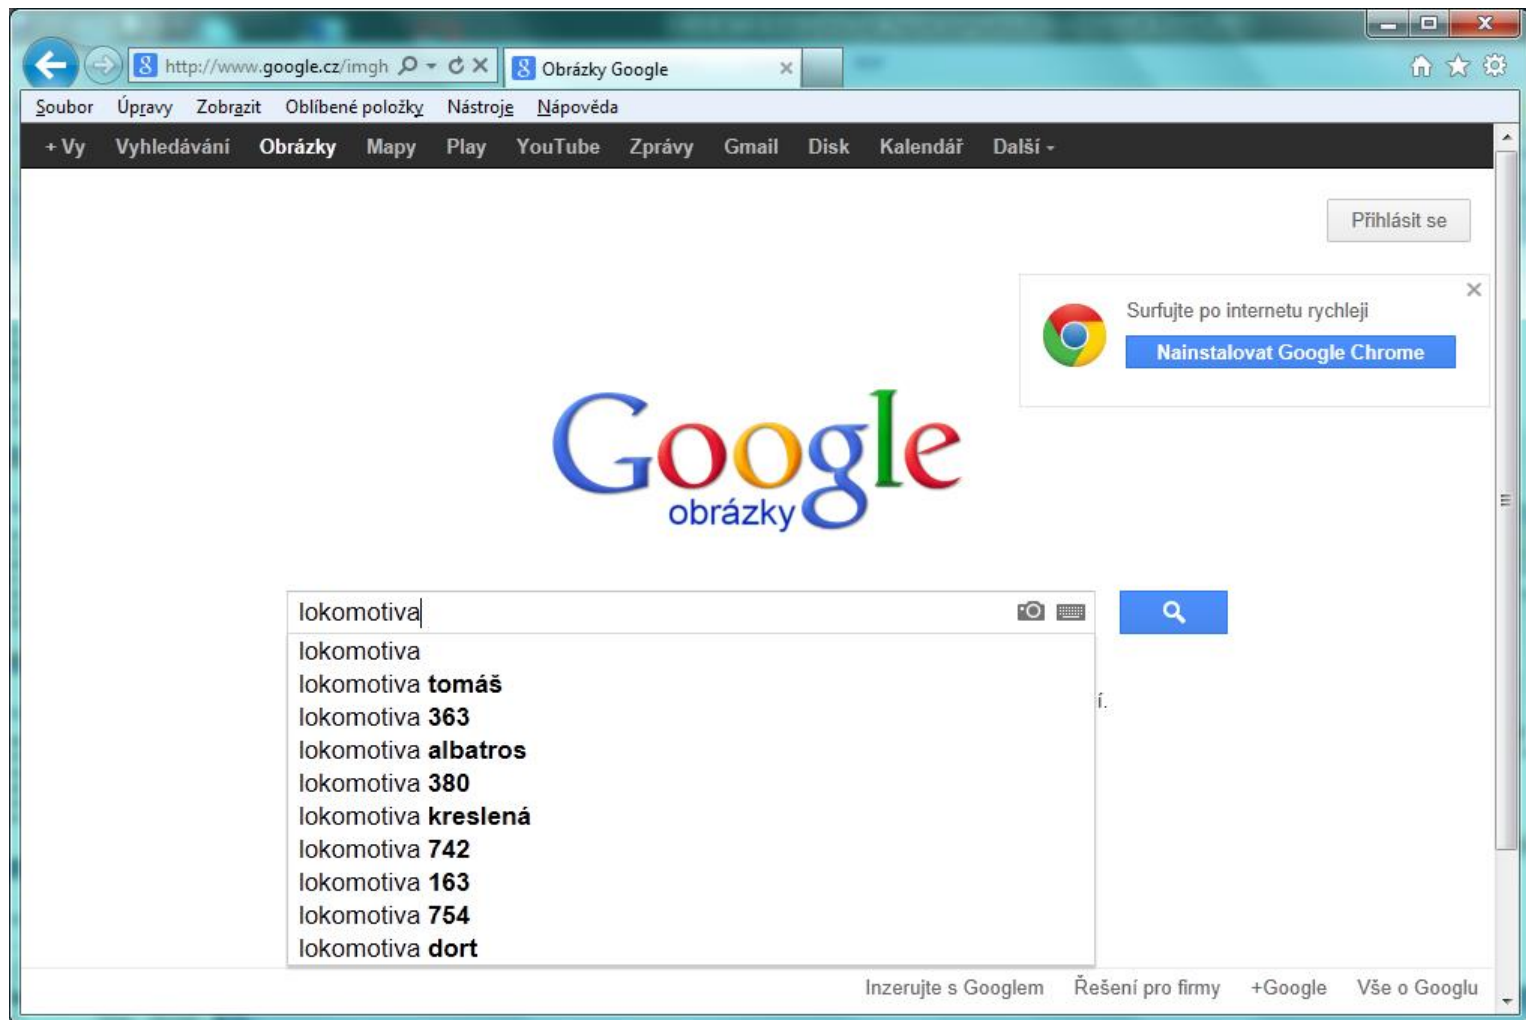 http://www.google.cz/imgh
Obrázky Google
Soubor Úpravy Zobrazit Oblíbené položky Nástroje Nápověda
+ Vy Vyhledávání Obrázky Mapy Play YouTube Zprávy Gmail Disk Kalendář Další
Přihlásit se
Surfujte po internetu rychleji
Nainstalovat Google Chrome
Google
obrázky
lokomotiva
lokomotiva
lokomotiva tomáš
í.
lokomotiva 363
lokomotiva albatros
lokomotiva 380
lokomotiva kreslená
lokomotiva 742
lokomotiva 163
lokomotiva 754
lokomotiva dort
Inzerujte s Googlem Řešení pro firmy +Google Vše o Googlu